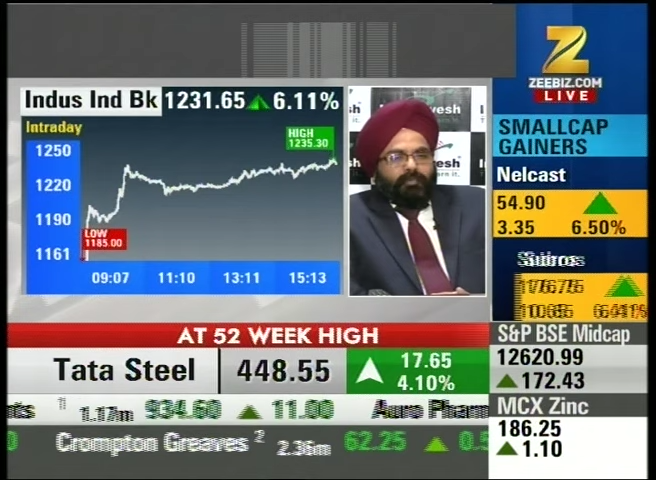 Indus Ind Bk 1231.65 6.11%
Intraday
1250
1220
1190
1161
HIGH
1235.30
LOW
1185.00
09:07 11:10 13:11 15:13
Z
ZEEBIZ.COM
LIVE
SMALLCAP
GAINERS
Nelcast
54.90
3.35 6.50%
AT 52 WEEK HIGH
Tata Steel 448.55 17.65
4.10%
S&P BSE Midcap
12620.99
172.43
MCX Zinc
186.25
1.10
1.17m 934.60 11.00 Auro Pharm
Crompton Greaves 2 2.36m 62.25